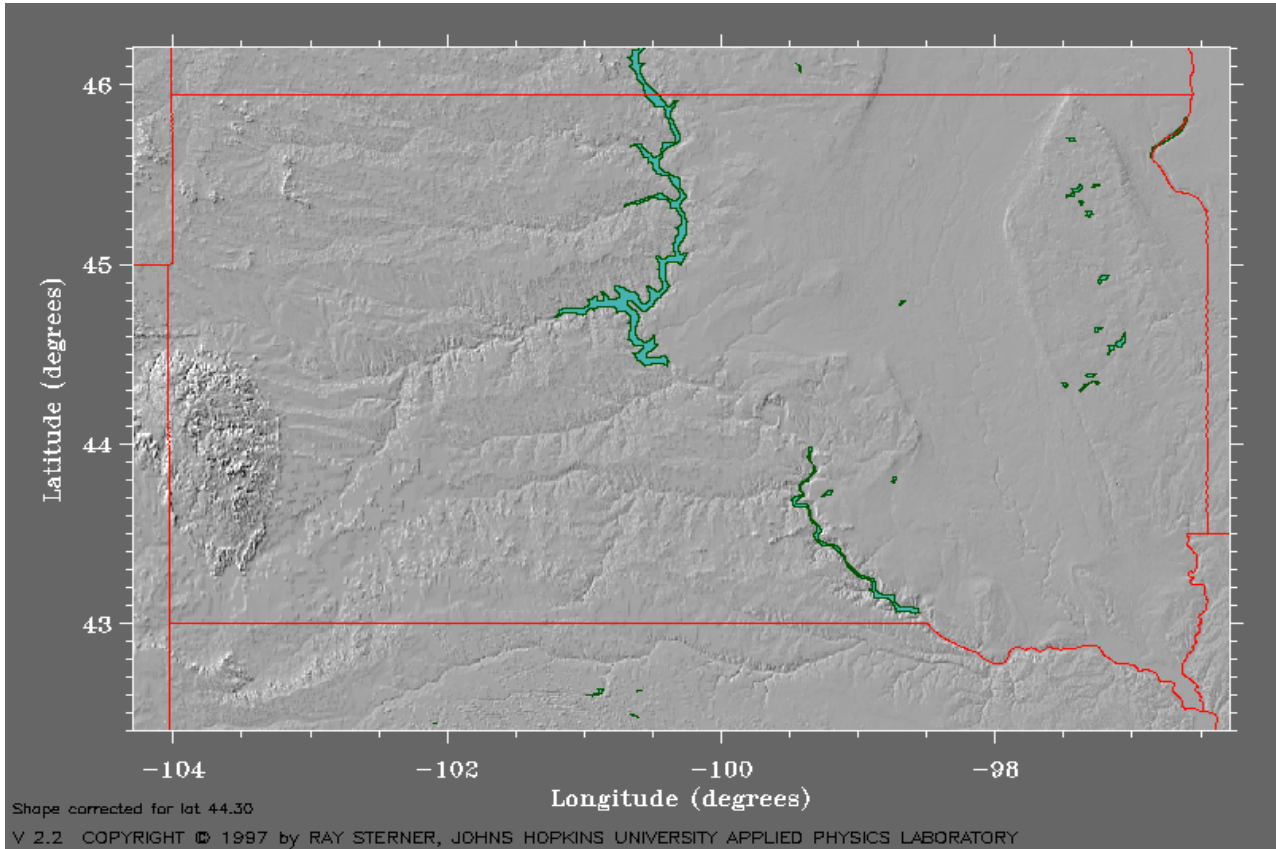 46
45
44
43
Latitude (degrees)
-104 -102 -100 -98
Longitude (degrees)
Shape corrected for lat 44.30
V 2.2 COPYRIGHT © 1997 by RAY STERNER, JOHNS HOPKINS UNIVERSITY APPLIED PHYSICS LABORATORY